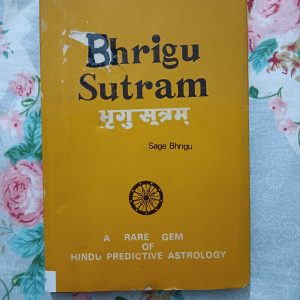 Bhrigu
Sutram
भृगु सूत्रम्
Sage Bhrigu
A RARE GEM
OF
HINDU PREDICTIVE ASTROLOGY